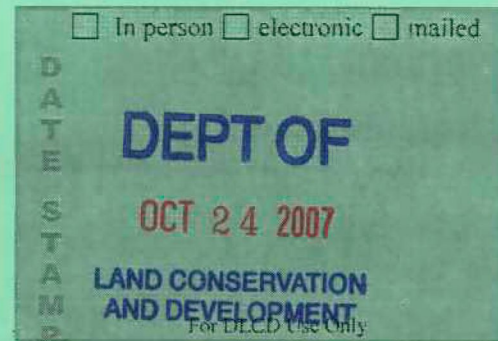 ☐ In person ☐ electronic ☐ mailed
DATE STAMP
DEPT OF
OCT 24 2007
LAND CONSERVATION
AND DEVELOPMENT
For DLCD Use Only